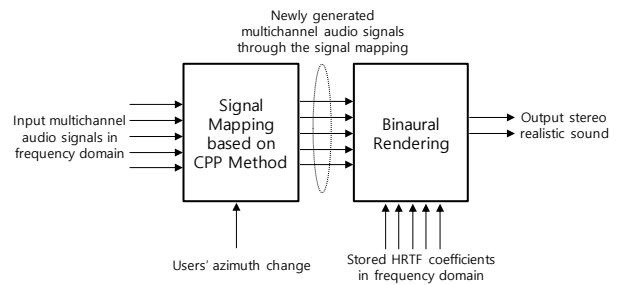 Newly generated
multichannel audio signals
through the signal mapping
Input multichannel
audio signals in
frequency domain
Signal
Mapping
based on
CPP Method
Binaural
Rendering
Output stereo
realistic sound
Users' azimuth change
Stored HRTF coefficients
in frequency domain